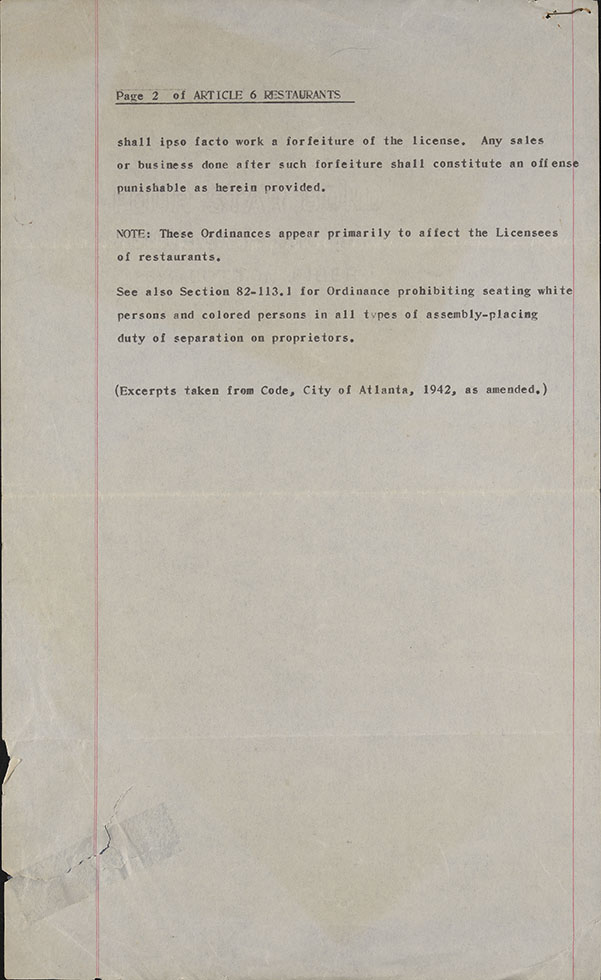 Page 2 of ARTICLE 6 RESTAURANTS
shall ipso facto work a forfeiture of the license. Any sales
or business done after such forfeiture shall constitute an offense
punishable as herein provided.
NOTE: These Ordinances appear primarily to affect the Licensees
of restaurants.
See also Section 82-113.1 for Ordinance prohibiting seating white
persons and colored persons in all types of assembly-placing
duty of separation on proprietors.
(Excerpts taken from Code, City of Atlanta, 1942, as amended.)